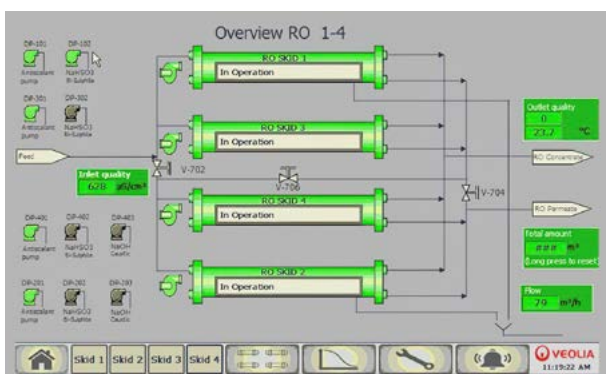 Overview RO 1-4
DP-101
DP-102
Antiscalant
pump
NaHSO3
Bi-Sulphite
DP-301
DP-302
Antiscalant
pump
NaHSO3
Bi-Sulphite
Feed
Inlet quality
628 µS/cm²
V-702
RO SKID 1
In Operation
RO SKID 3
In Operation
V-706
RO SKID 4
In Operation
RO SKID 2
In Operation
V-704
Outlet quality
0
23.7 °C
RO Concentrate
RO Permeate
Total amount
### m³
(Long press to reset)
Flow
79 m³/h
DP-401
DP-402
DP-403
Antiscalant
pump
NaHSO3
Bi-Sulphite
NaOH
Caustic
DP-201
DP-202
DP-203
Antiscalant
pump
NaHSO3
Bi-Sulphite
NaOH
Caustic
Skid 1
Skid 2
Skid 3
Skid 4
VEOLIA
11:19:22 AM